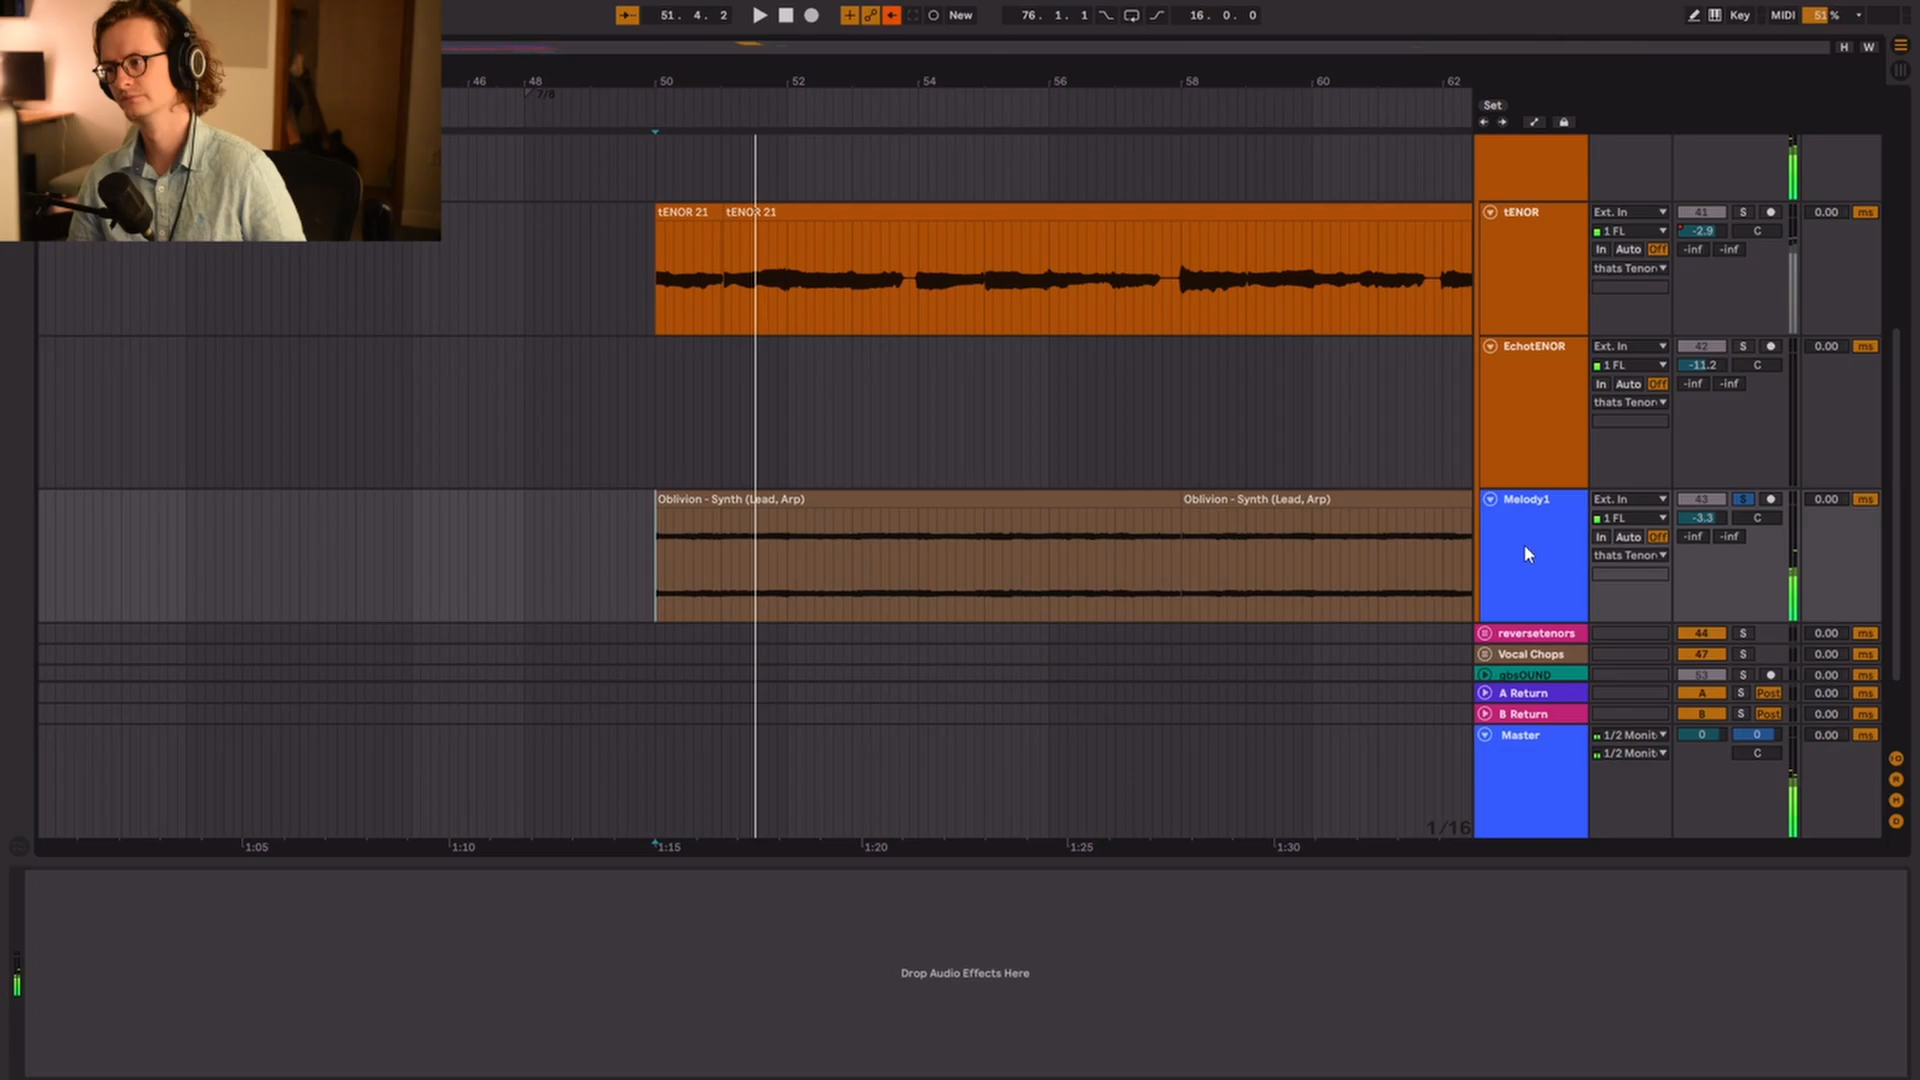 51. 4. 2
New
76. 1. 1
16. 0. 0
Key
MIDI
51 %
H W
46 48 50 52 54 56 58 60 62
7/8
Set
tENOR 21 tENOR 21
tENOR
Ext. In
41 S
0.00 ms
1 FL
-2.9 C
In Auto Off
-inf -inf
thats Tenor
EchotENOR
Ext. In
42 S
0.00 ms
1 FL
-11.2 C
In Auto Off
-inf -inf
thats Tenor
Oblivion - Synth (Lead, Arp) Oblivion - Synth (Lead, Arp)
Melody1
Ext. In
43 S
0.00 ms
1 FL
-3.3 C
In Auto Off
-inf -inf
thats Tenor
reversetenors 44 S 0.00 ms
Vocal Chops 47 S 0.00 ms
gbsOUND 53 S 0.00 ms
A Return A S Post 0.00 ms
B Return B S Post 0.00 ms
Master 1/2 Monit 0 0 0.00 ms
1/2 Monit C
1/16
1:05 1:10 1:15 1:20 1:25 1:30
Drop Audio Effects Here